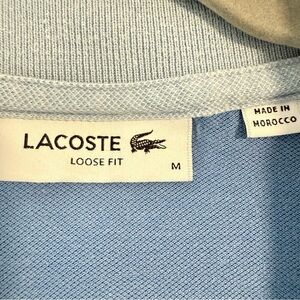 LACOSTE
LOOSE FIT
M
MADE IN
MOROCCO